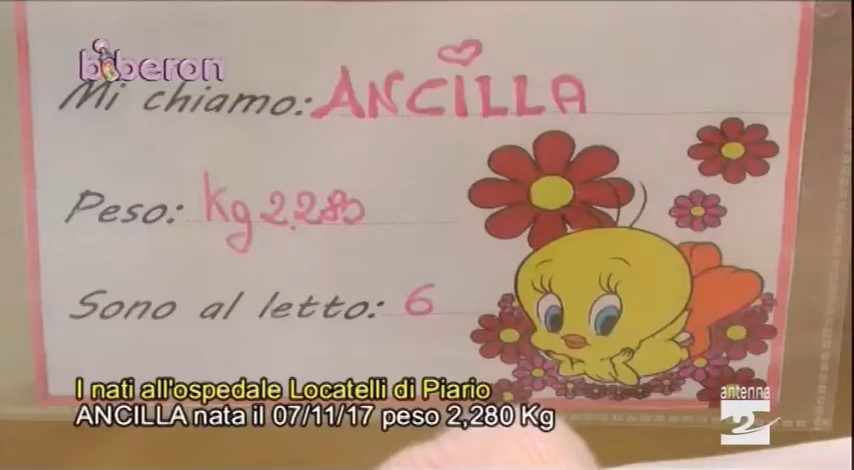 biberon
Mi chiamo: ANCILLA
Peso: Kg 2.280
Sono al letto: 6
I nati all'ospedale Locatelli di Piario
ANCILLA nata il 07/11/17 peso 2,280 Kg
antenna
2